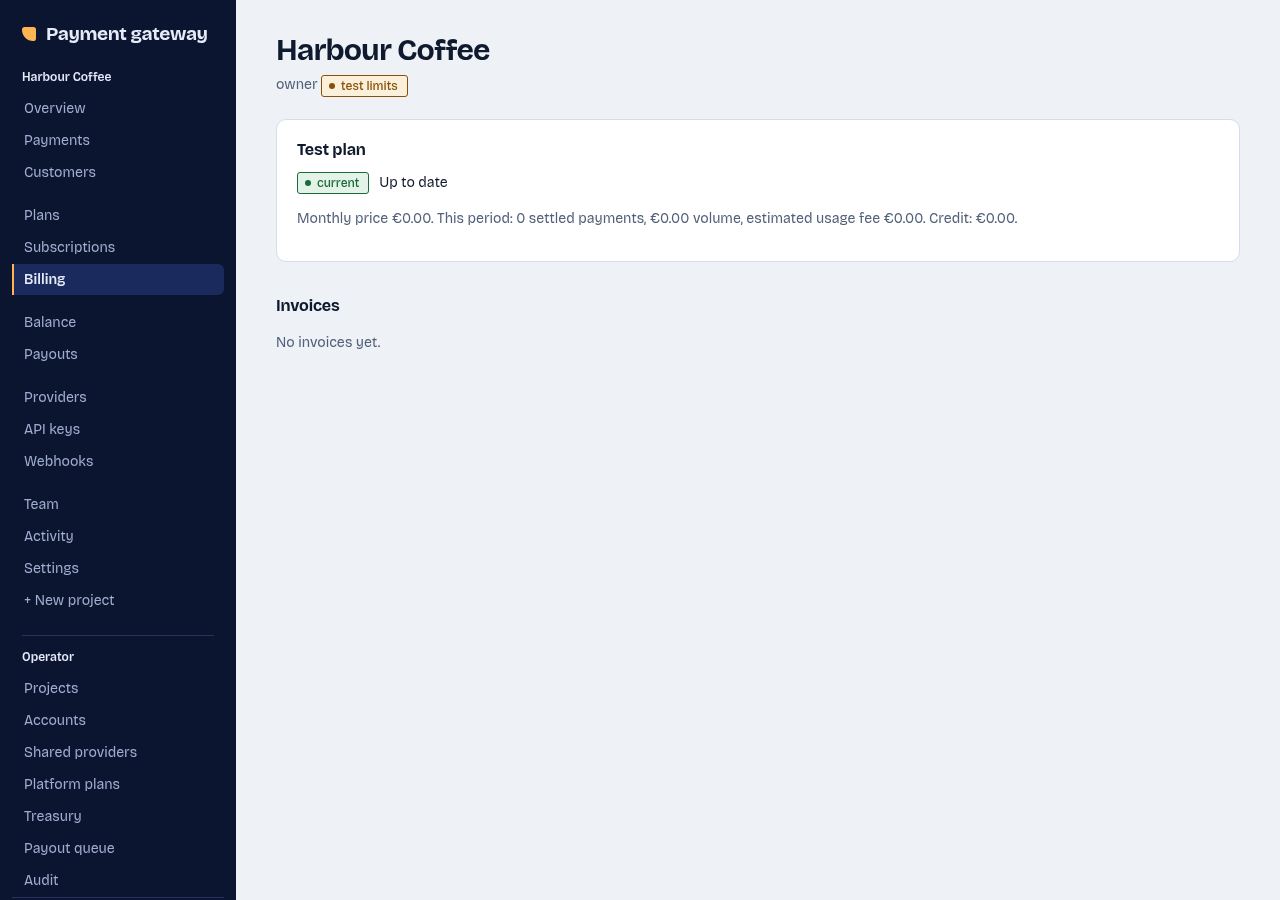 Payment gateway
Harbour Coffee
Overview
Payments
Customers
Plans
Subscriptions
Billing
Balance
Payouts
Providers
API keys
Webhooks
Team
Activity
Settings
+ New project
Operator
Projects
Accounts
Shared providers
Platform plans
Treasury
Payout queue
Audit
Harbour Coffee
owner test limits
Test plan
current Up to date
Monthly price €0.00. This period: 0 settled payments, €0.00 volume, estimated usage fee €0.00. Credit: €0.00.
Invoices
No invoices yet.